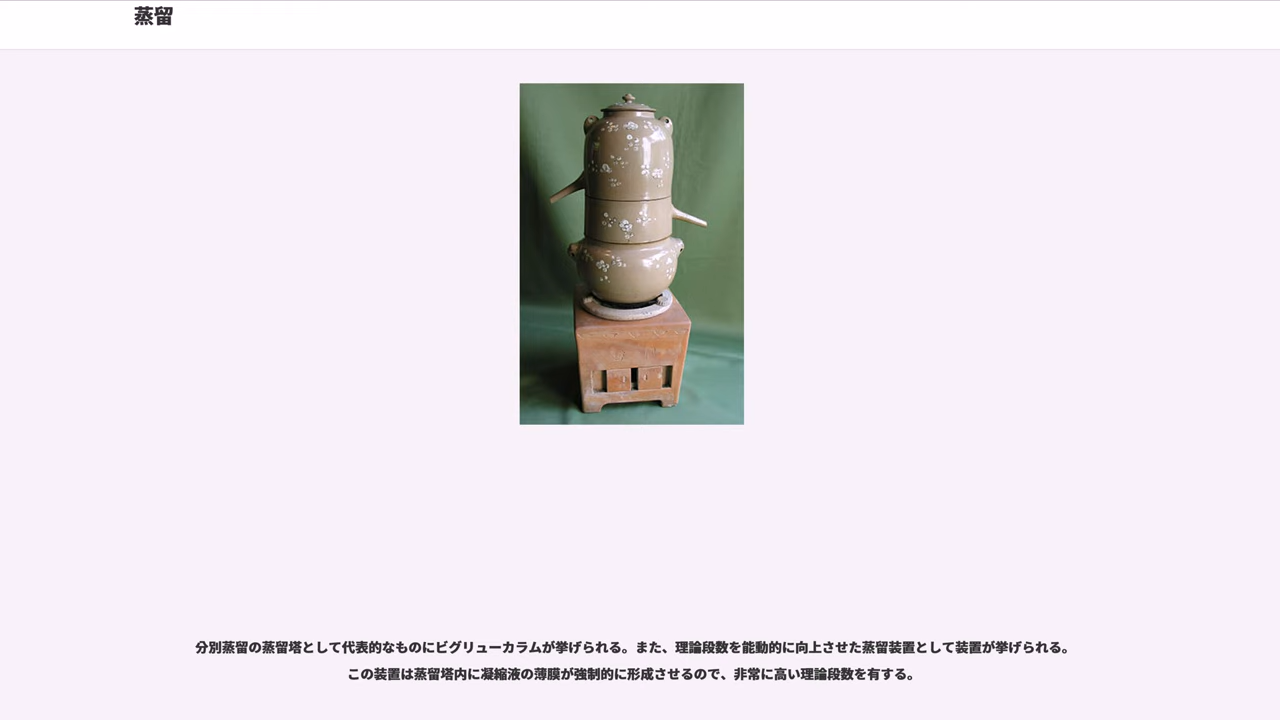 蒸留
分別蒸留の蒸留塔として代表的なものにビグリューカラムが挙げられる。また、理論段数を能動的に向上させた蒸留装置として装置が挙げられる。
この装置は蒸留塔内に凝縮液の薄膜が強制的に形成させるので、非常に高い理論段数を有する。